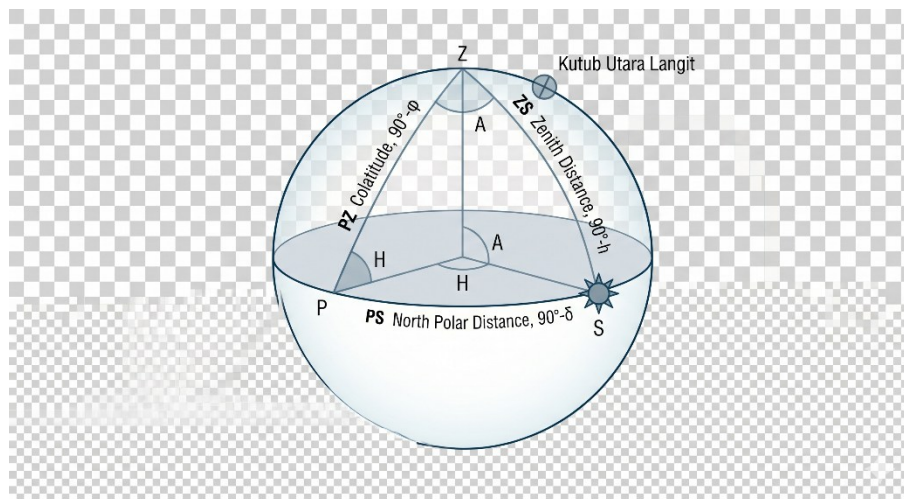 Z
Kutub Utara Langit
A
PZ Colatitude, 90°-φ
ZS Zenith Distance, 90°-h
H
A
H
P
PS North Polar Distance, 90°-δ
S